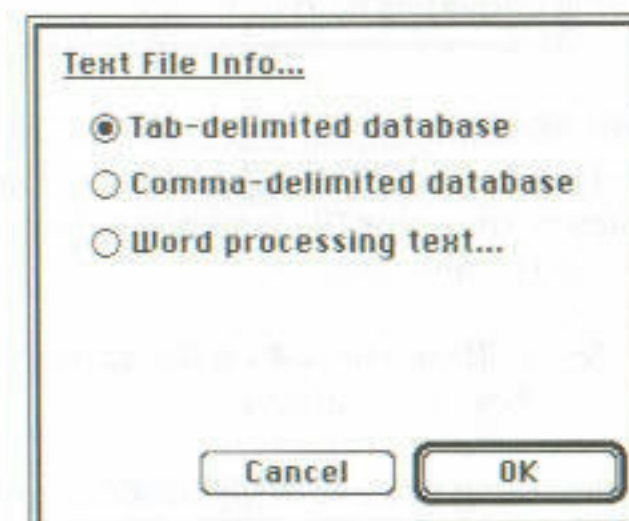 Text File Info...
Tab-delimited database
Comma-delimited database
Word processing text...
Cancel
OK